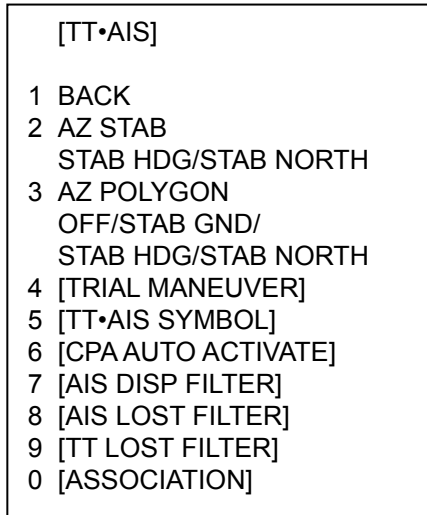 [TT•AIS]
1 BACK
2 AZ STAB
STAB HDG/STAB NORTH
3 AZ POLYGON
OFF/STAB GND/
STAB HDG/STAB NORTH
4 [TRIAL MANEUVER]
5 [TT•AIS SYMBOL]
6 [CPA AUTO ACTIVATE]
7 [AIS DISP FILTER]
8 [AIS LOST FILTER]
9 [TT LOST FILTER]
0 [ASSOCIATION]